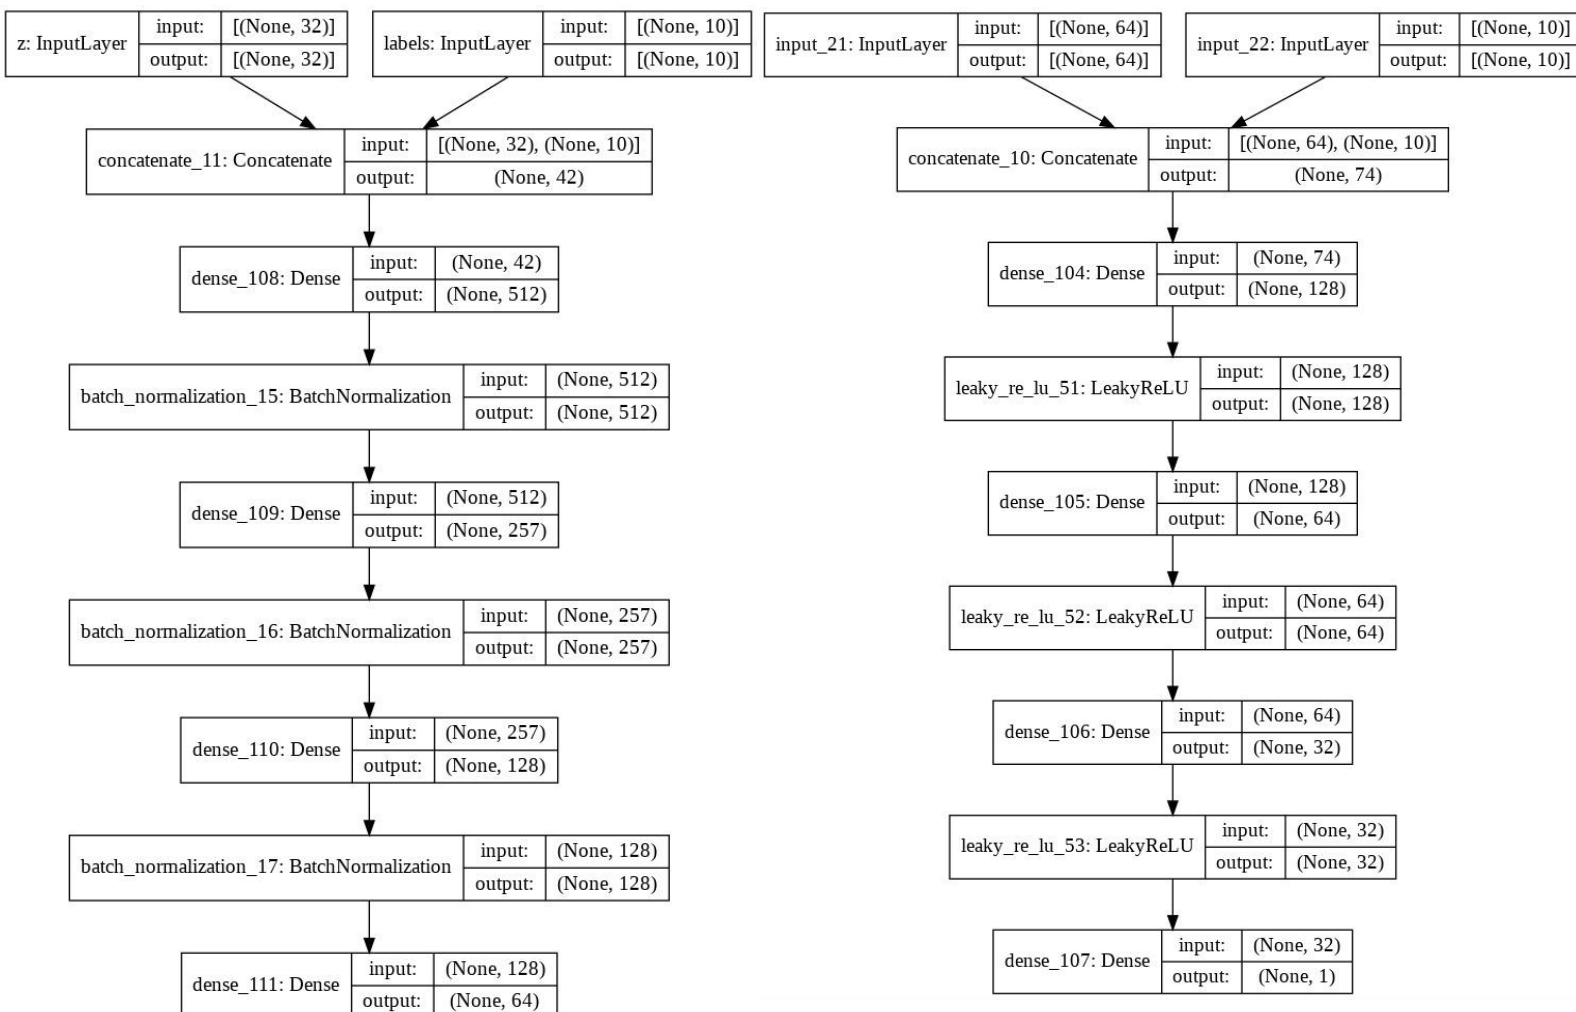 z: InputLayer
input: [(None, 32)]
output: [(None, 32)]
labels: InputLayer
input: [(None, 10)]
output: [(None, 10)]
concatenate_11: Concatenate
input: [(None, 32), (None, 10)]
output: (None, 42)
dense_108: Dense
input: (None, 42)
output: (None, 512)
batch_normalization_15: BatchNormalization
input: (None, 512)
output: (None, 512)
dense_109: Dense
input: (None, 512)
output: (None, 257)
batch_normalization_16: BatchNormalization
input: (None, 257)
output: (None, 257)
dense_110: Dense
input: (None, 257)
output: (None, 128)
batch_normalization_17: BatchNormalization
input: (None, 128)
output: (None, 128)
dense_111: Dense
input: (None, 128)
output: (None, 64)
input_21: InputLayer
input: [(None, 64)]
output: [(None, 64)]
input_22: InputLayer
input: [(None, 10)]
output: [(None, 10)]
concatenate_10: Concatenate
input: [(None, 64), (None, 10)]
output: (None, 74)
dense_104: Dense
input: (None, 74)
output: (None, 128)
leaky_re_lu_51: LeakyReLU
input: (None, 128)
output: (None, 128)
dense_105: Dense
input: (None, 128)
output: (None, 64)
leaky_re_lu_52: LeakyReLU
input: (None, 64)
output: (None, 64)
dense_106: Dense
input: (None, 64)
output: (None, 32)
leaky_re_lu_53: LeakyReLU
input: (None, 32)
output: (None, 32)
dense_107: Dense
input: (None, 32)
output: (None, 1)